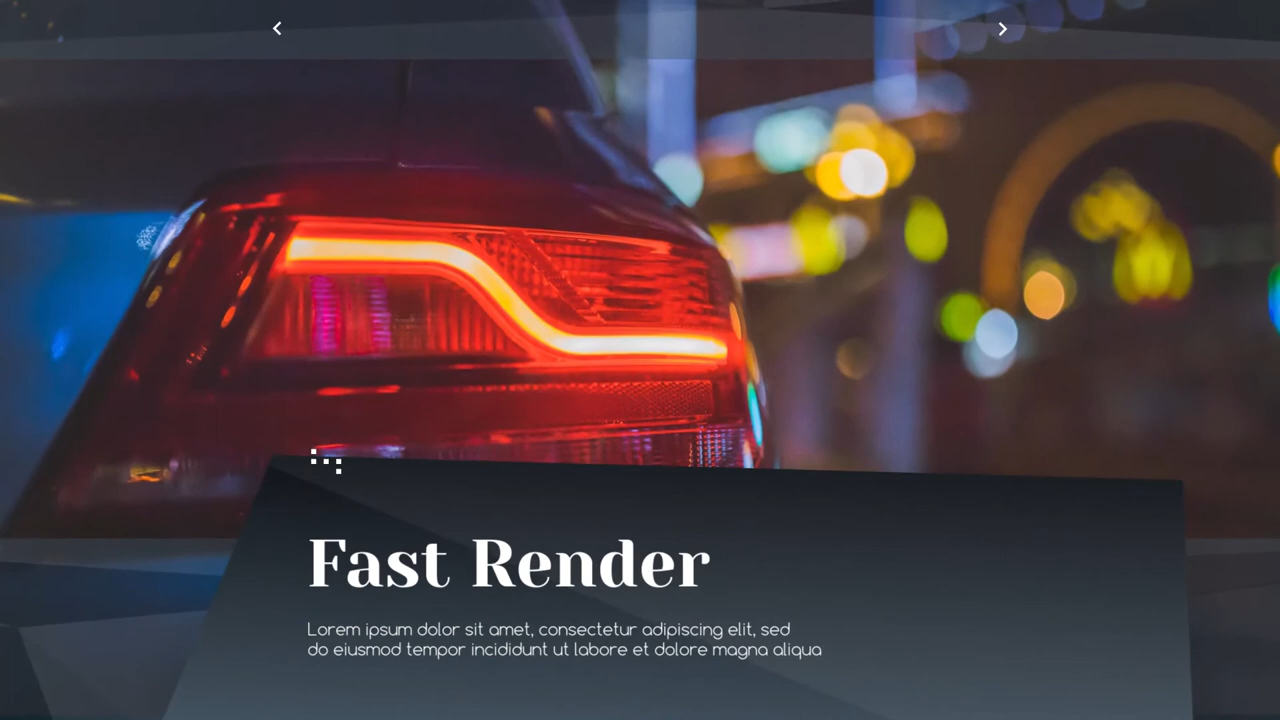 Fast Render
Lorem ipsum dolor sit amet, consectetur adipiscing elit, sed
do eiusmod tempor incididunt ut labore et dolore magna aliqua